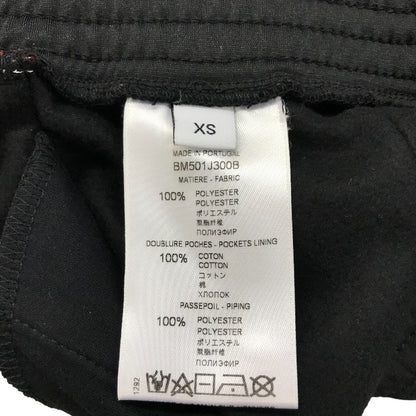 XS
MADE IN PORTUGAL
BM501J300B
MATIERE - FABRIC
100% POLYESTER
POLYESTER
ポリエステル
聚酯纤维
ПОЛИЭФИР
DOUBLURE POCHES - POCKETS LINING
100% COTON
COTTON
コットン
棉
ХЛОПОК
PASSEPOIL - PIPING
100% POLYESTER
POLYESTER
ポリエステル
聚酯纤维
ПОЛИЭФИР
1292